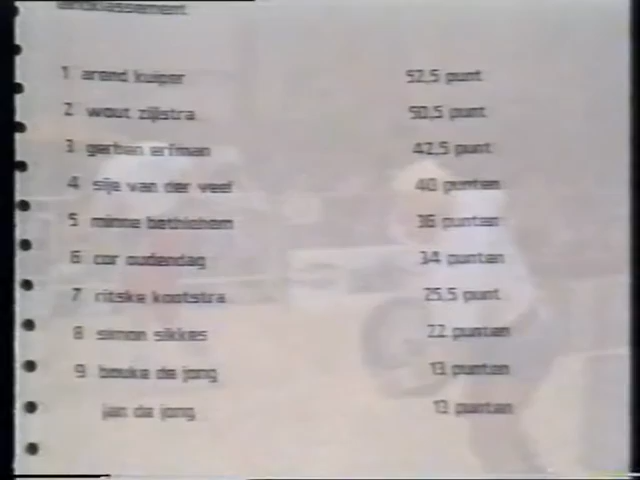 eindklassement
1 arend kuiper 52,5 punt
2 wout zijlstra 50,5 punt
3 gerben erfman 42,5 punt
4 sije van der veef 40 punten
5 minne bethlehem 36 punten
6 cor oudendag 34 punten
7 ritske kootstra 25,5 punt
8 simon sikkes 22 punten
9 bouke de jong 13 punten
jan de jong 13 punten